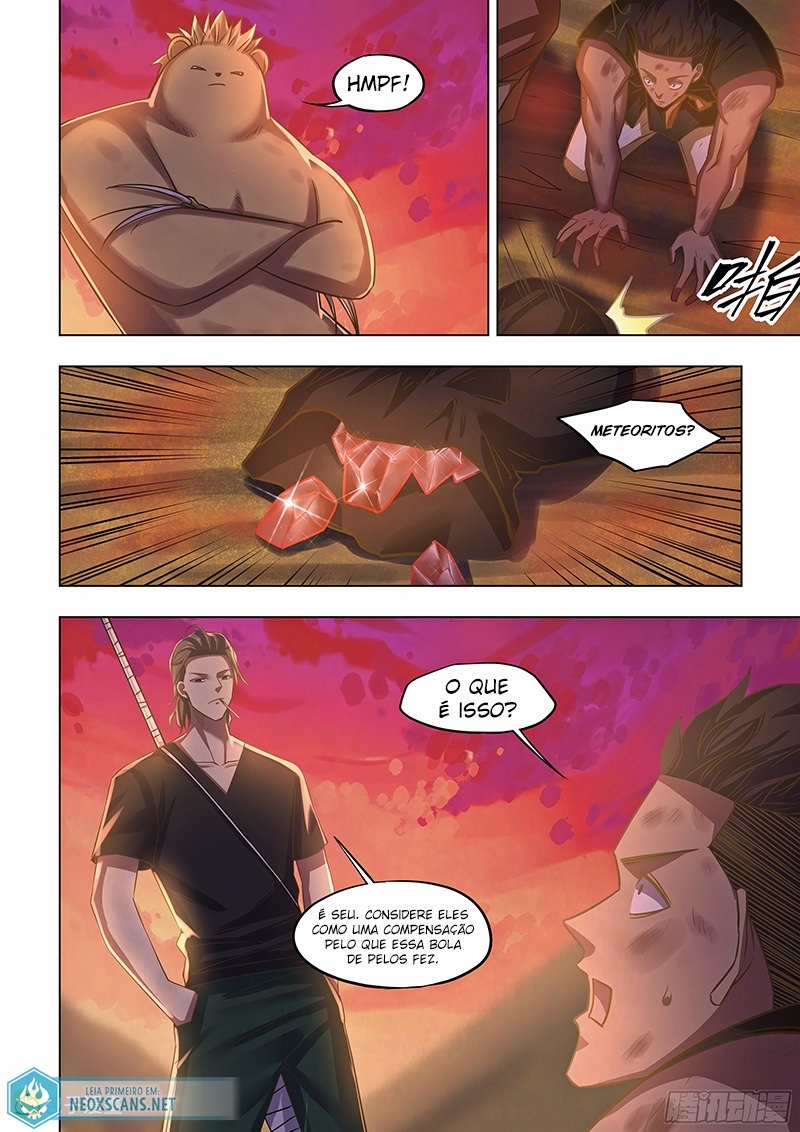 HMPF!
啪
METEORITOS?
O QUE
É ISSO?
É SEU. CONSIDERE ELES
COMO UMA COMPENSAÇÃO
PELO QUE ESSA BOLA
DE PELOS FEZ.
LEIA PRIMEIRO EM:
NEOXSCANS.NET
腾讯动漫